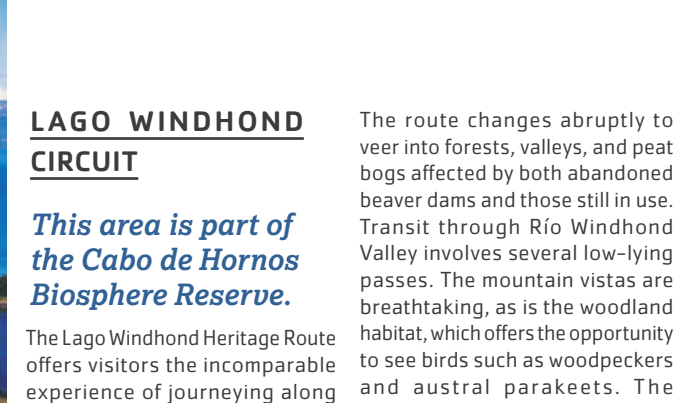 LAGO WINDHOND
CIRCUIT
This area is part of
the Cabo de Hornos
Biosphere Reserve.
The Lago Windhond Heritage Route
offers visitors the incomparable
experience of journeying along
The route changes abruptly to
veer into forests, valleys, and peat
bogs affected by both abandoned
beaver dams and those still in use.
Transit through Río Windhond
Valley involves several low-lying
passes. The mountain vistas are
breathtaking, as is the woodland
habitat, which offers the opportunity
to see birds such as woodpeckers
and austral parakeets. The